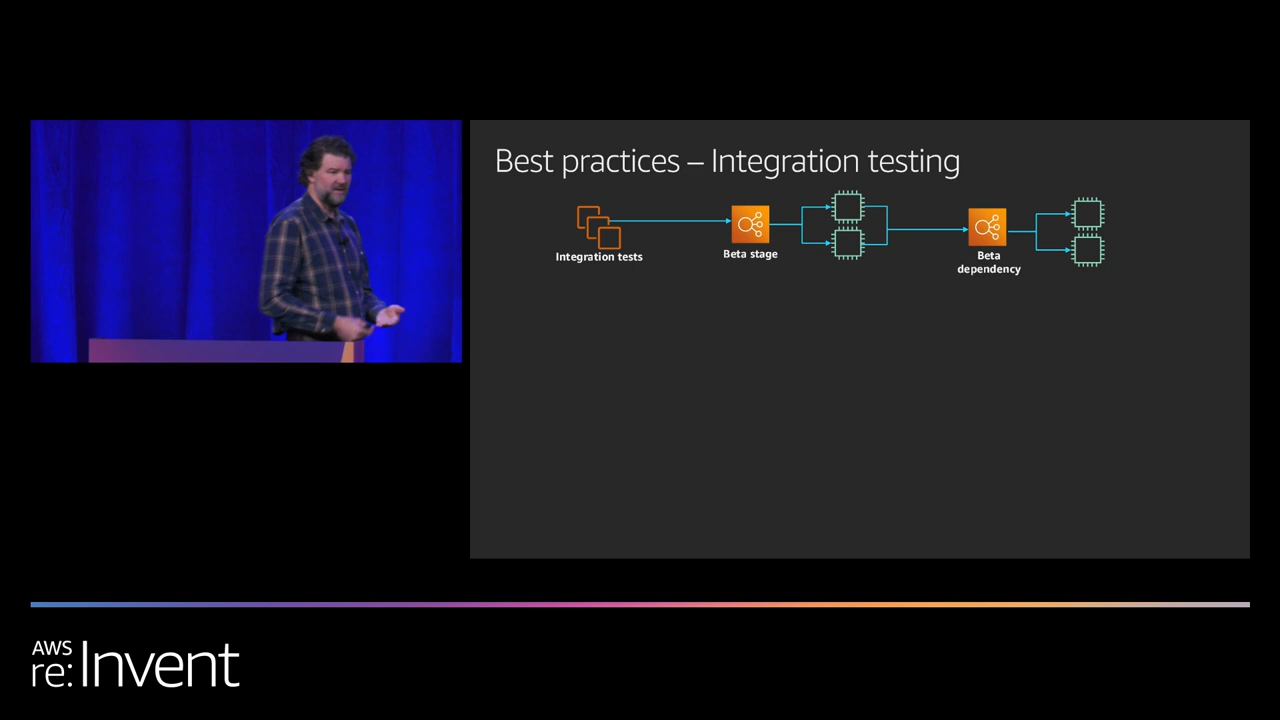 Best practices – Integration testing
Integration tests
Beta stage
Beta
dependency
AWS
re:Invent